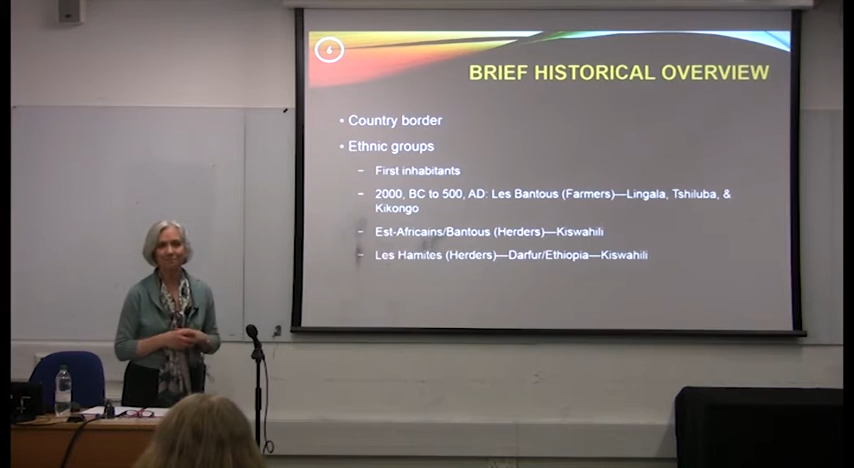 6
BRIEF HISTORICAL OVERVIEW
• Country border
• Ethnic groups
– First inhabitants
– 2000, BC to 500, AD: Les Bantous (Farmers)—Lingala, Tshiluba, &
Kikongo
– Est-Africains/Bantous (Herders)—Kiswahili
– Les Hamites (Herders)—Darfur/Ethiopia—Kiswahili